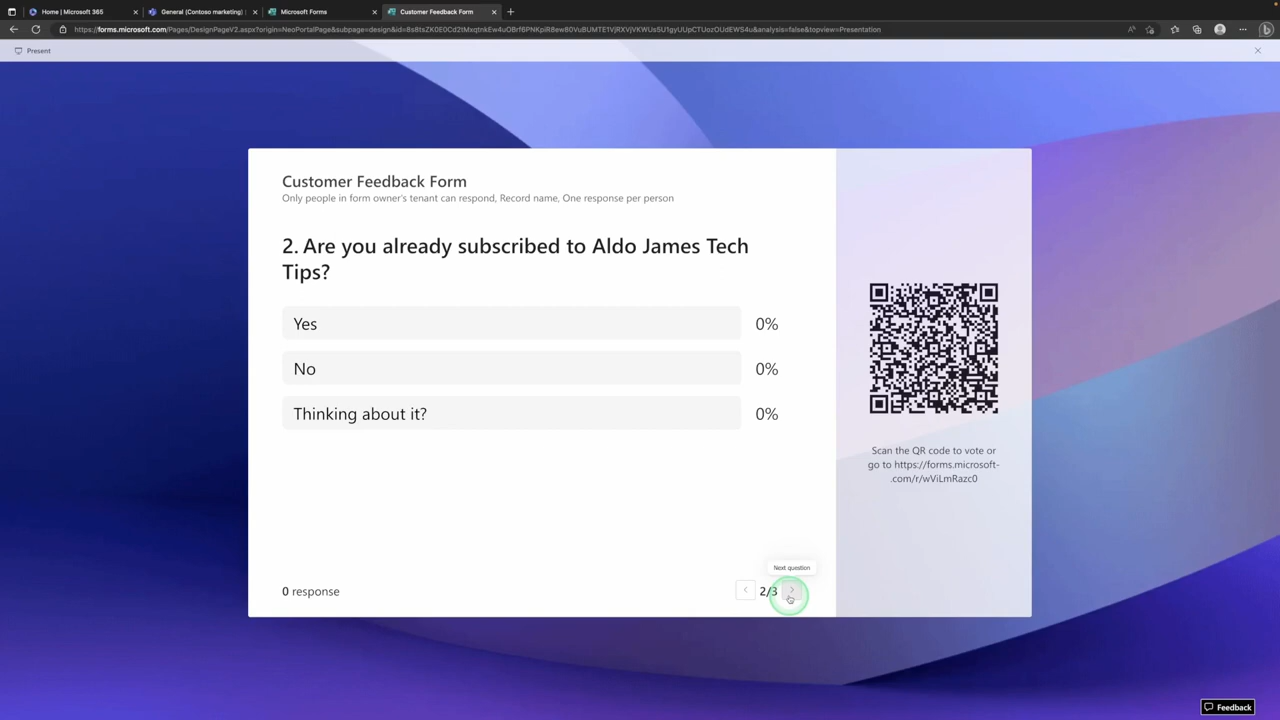 Home | Microsoft 365
General (Contoso marketing) |
Microsoft Forms
Customer Feedback Form
Present
Customer Feedback Form
Only people in form owner's tenant can respond, Record name, One response per person
2. Are you already subscribed to Aldo James Tech
Tips?
Yes
0%
No
0%
Thinking about it?
0%
Scan the QR code to vote or
go to https://forms.microsoft-
.com/r/wViLmRazc0
Next question
0 response
2/3
Feedback